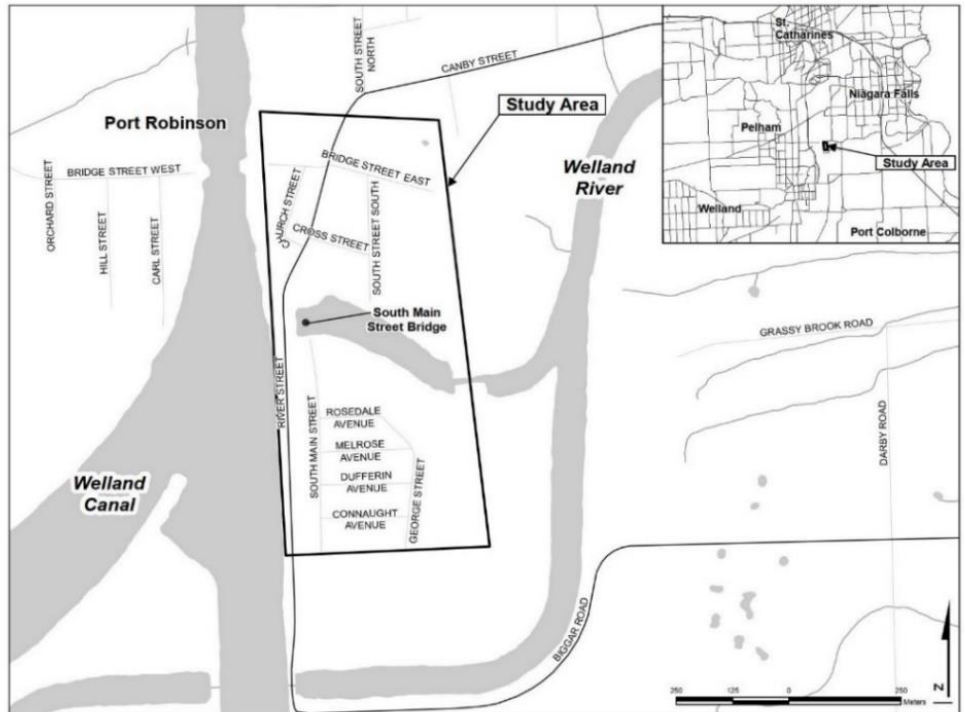 SOUTH STREET
NORTH
CANBY STREET
Port Robinson
Study Area
BRIDGE STREET WEST
ORCHARD STREET
HILL STREET
CARL STREET
BRIDGE STREET EAST
CHURCH STREET
CROSS STREET
SOUTH STREET SOUTH
Welland
River
South Main
Street Bridge
RIVER STREET
SOUTH MAIN STREET
ROSEDALE
AVENUE
MELROSE
AVENUE
DUFFERIN
AVENUE
CONNAUGHT
AVENUE
GEORGE STREET
Welland
Canal
GRASSY BROOK ROAD
DARBY ROAD
BIGGAR ROAD
St.
Catharines
Niagara Falls
Pelham
Study Area
Welland
Port Colborne
250 125 0 250
Meters
N